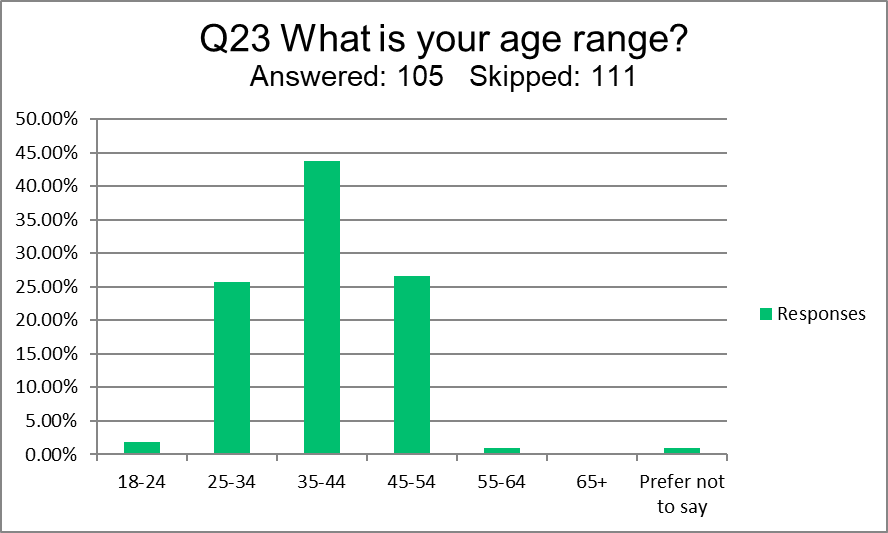 Q23 What is your age range?
Answered: 105 Skipped: 111
50.00%
45.00%
40.00%
35.00%
30.00%
25.00%
20.00%
15.00%
10.00%
5.00%
0.00%
18-24 25-34 35-44 45-54 55-64 65+ Prefer not
to say
Responses